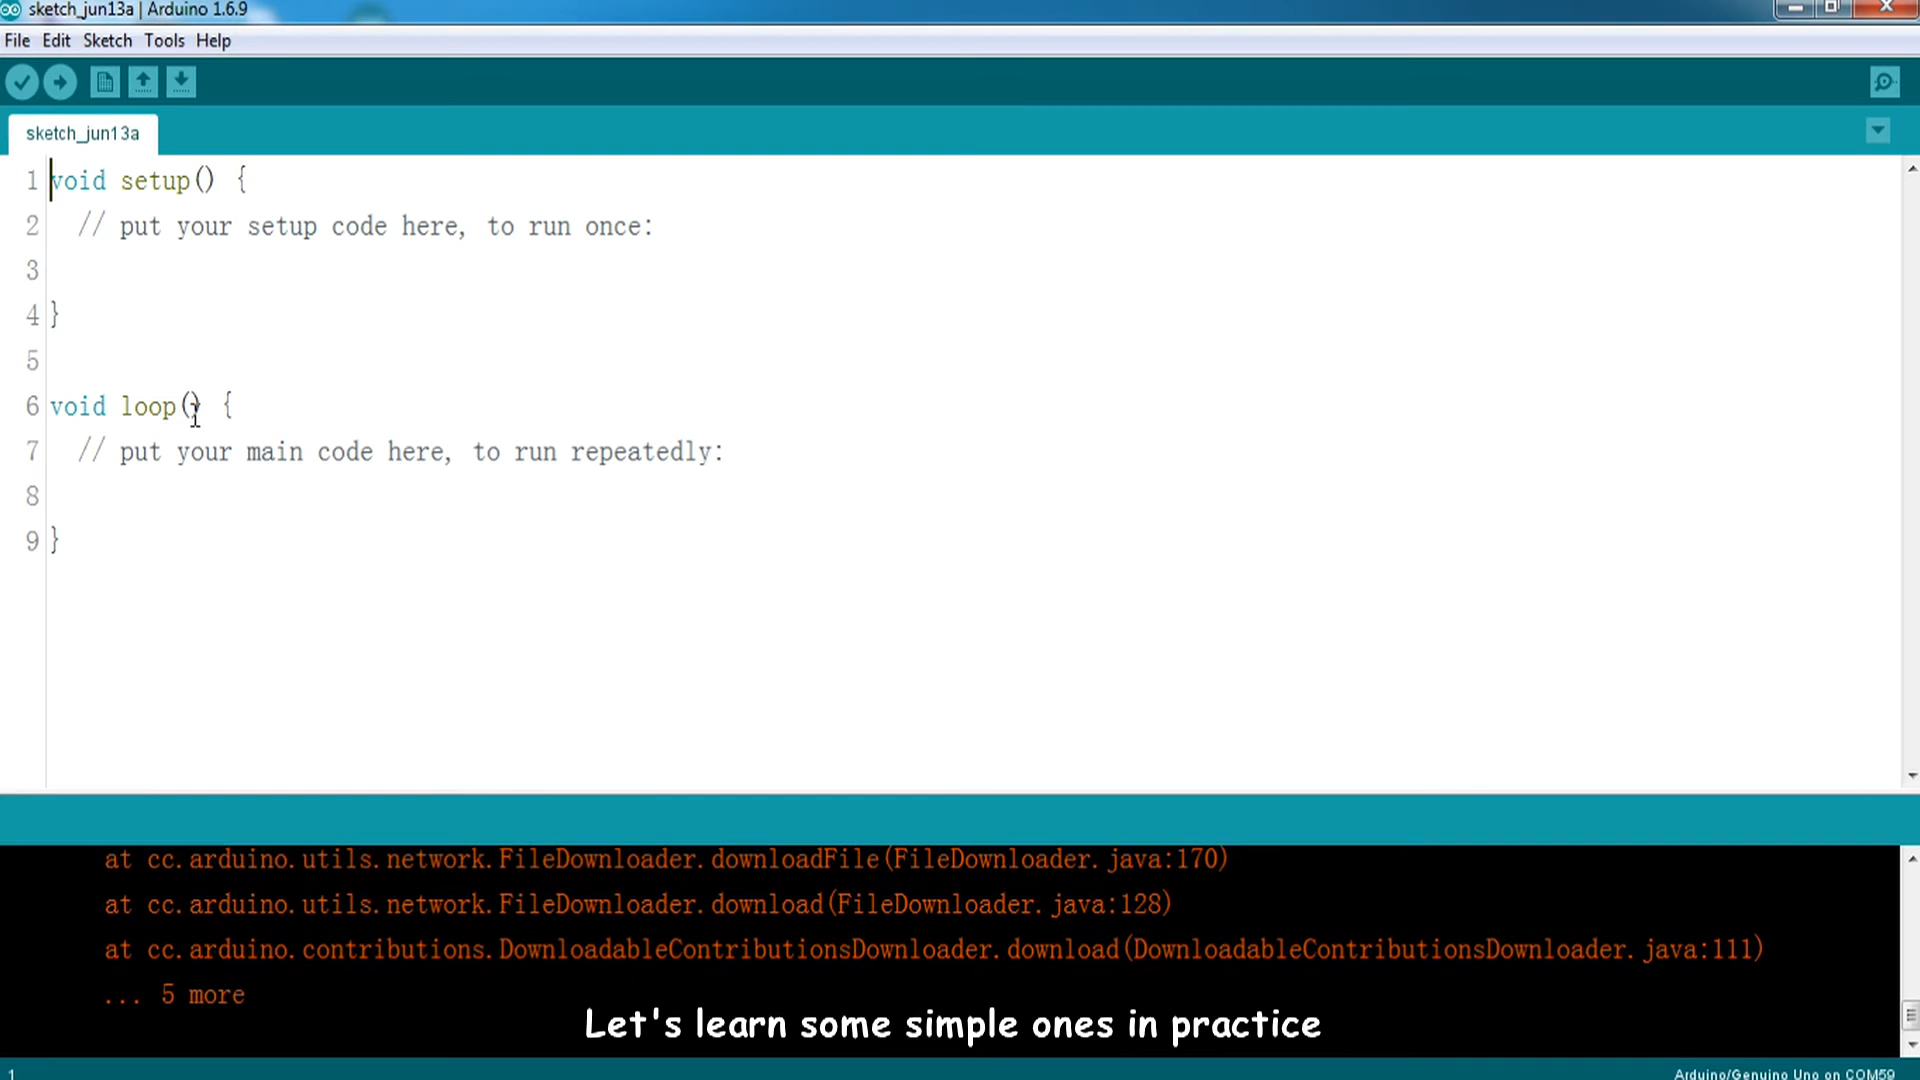 sketch_jun13a | Arduino 1.6.9
File Edit Sketch Tools Help
sketch_jun13a
1 void setup() {
2 // put your setup code here, to run once:
3
4 }
5
6 void loop() {
7 // put your main code here, to run repeatedly:
8
9 }
at cc.arduino.utils.network.FileDownloader.downloadFile(FileDownloader.java:170)
at cc.arduino.utils.network.FileDownloader.download(FileDownloader.java:128)
at cc.arduino.contributions.DownloadableContributionsDownloader.download(DownloadableContributionsDownloader.java:111)
... 5 more
Let's learn some simple ones in practice
1 Arduino/Genuino Uno on COM59